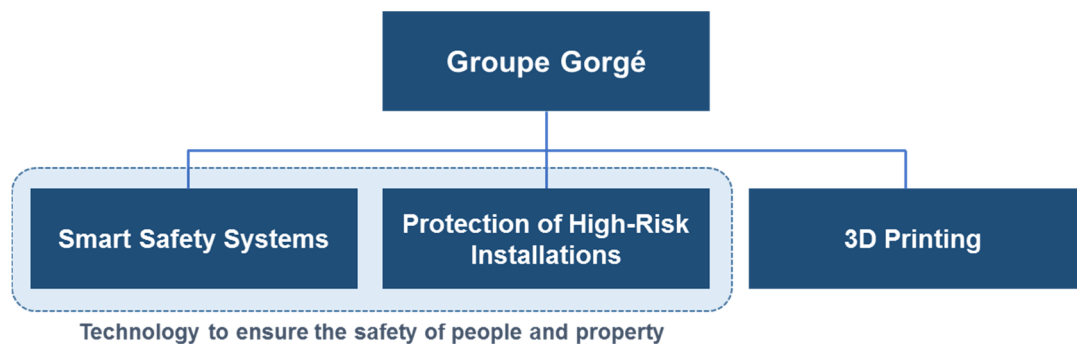 Groupe Gorgé
Smart Safety Systems
Protection of High-Risk
Installations
3D Printing
Technology to ensure the safety of people and property